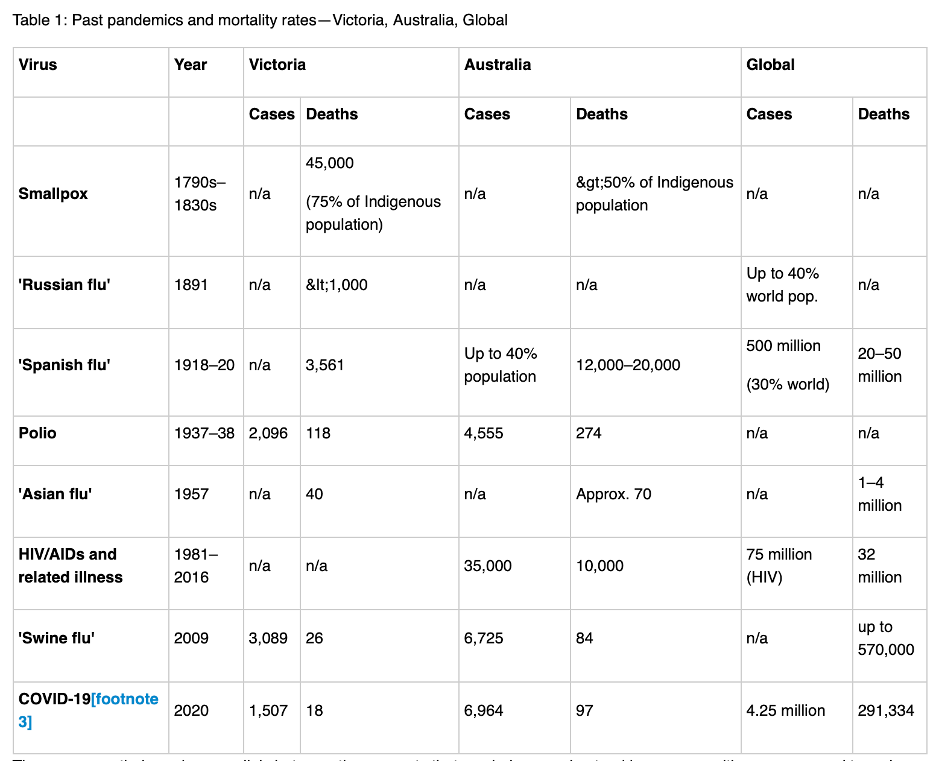 Table 1: Past pandemics and mortality rates—Victoria, Australia, Global
Virus Year Victoria Australia Global
Cases Deaths Cases Deaths Cases Deaths
Smallpox 1790s–1830s n/a 45,000 (75% of Indigenous population) n/a &gt;50% of Indigenous population n/a n/a
'Russian flu' 1891 n/a &lt;1,000 n/a n/a Up to 40% world pop. n/a
'Spanish flu' 1918–20 n/a 3,561 Up to 40% population 12,000–20,000 500 million (30% world) 20–50 million
Polio 1937–38 2,096 118 4,555 274 n/a n/a
'Asian flu' 1957 n/a 40 n/a Approx. 70 n/a 1–4 million
HIV/AIDs and related illness 1981–2016 n/a n/a 35,000 10,000 75 million (HIV) 32 million
'Swine flu' 2009 3,089 26 6,725 84 n/a up to 570,000
COVID-19[footnote 3] 2020 1,507 18 6,964 97 4.25 million 291,334